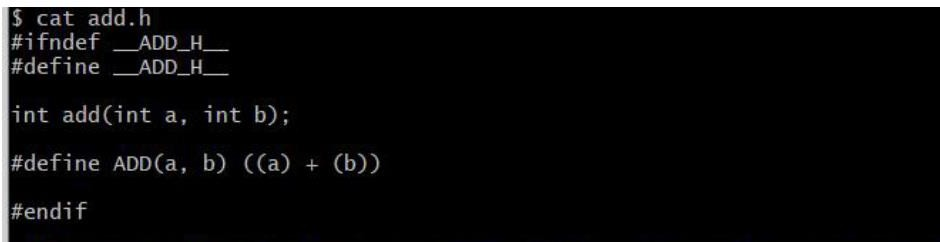 $ cat add.h
#ifndef __ADD_H__
#define __ADD_H__
int add(int a, int b);
#define ADD(a, b) ((a) + (b))
#endif